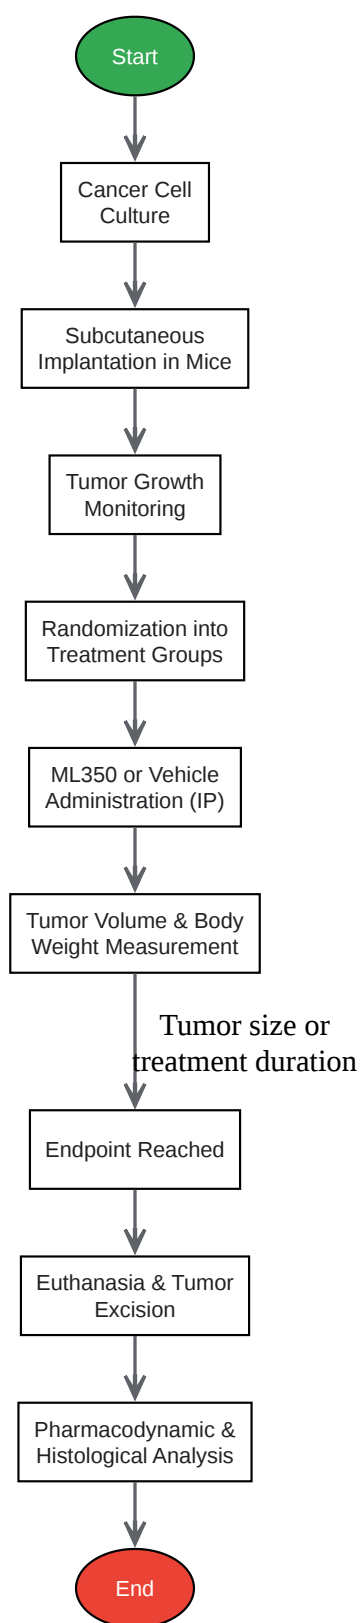 Start
Cancer Cell
Culture
Subcutaneous
Implantation in Mice
Tumor Growth
Monitoring
Randomization into
Treatment Groups
ML350 or Vehicle
Administration (IP)
Tumor Volume & Body
Weight Measurement
Tumor size or
treatment duration
Endpoint Reached
Euthanasia & Tumor
Excision
Pharmacodynamic &
Histological Analysis
End